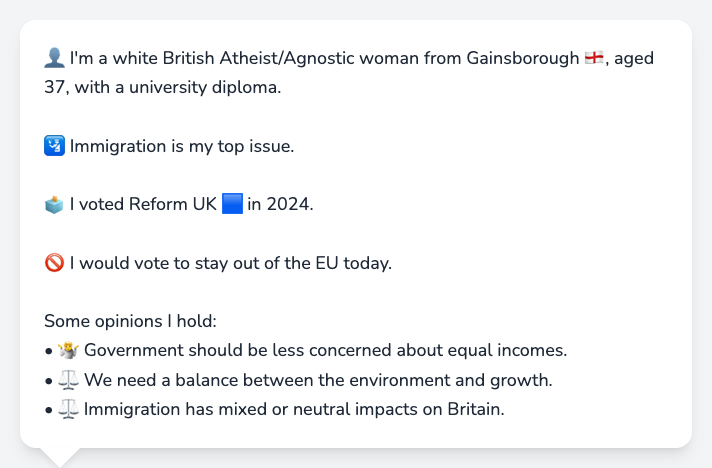 👤 I'm a white British Atheist/Agnostic woman from Gainsborough 🏴󠁧󠁢󠁥󠁮󠁧󠁿, aged
37, with a university diploma.
🛂 Immigration is my top issue.
🗳️ I voted Reform UK 🟦 in 2024.
🚫 I would vote to stay out of the EU today.
Some opinions I hold:
• 🤷 Government should be less concerned about equal incomes.
• ⚖️ We need a balance between the environment and growth.
• ⚖️ Immigration has mixed or neutral impacts on Britain.